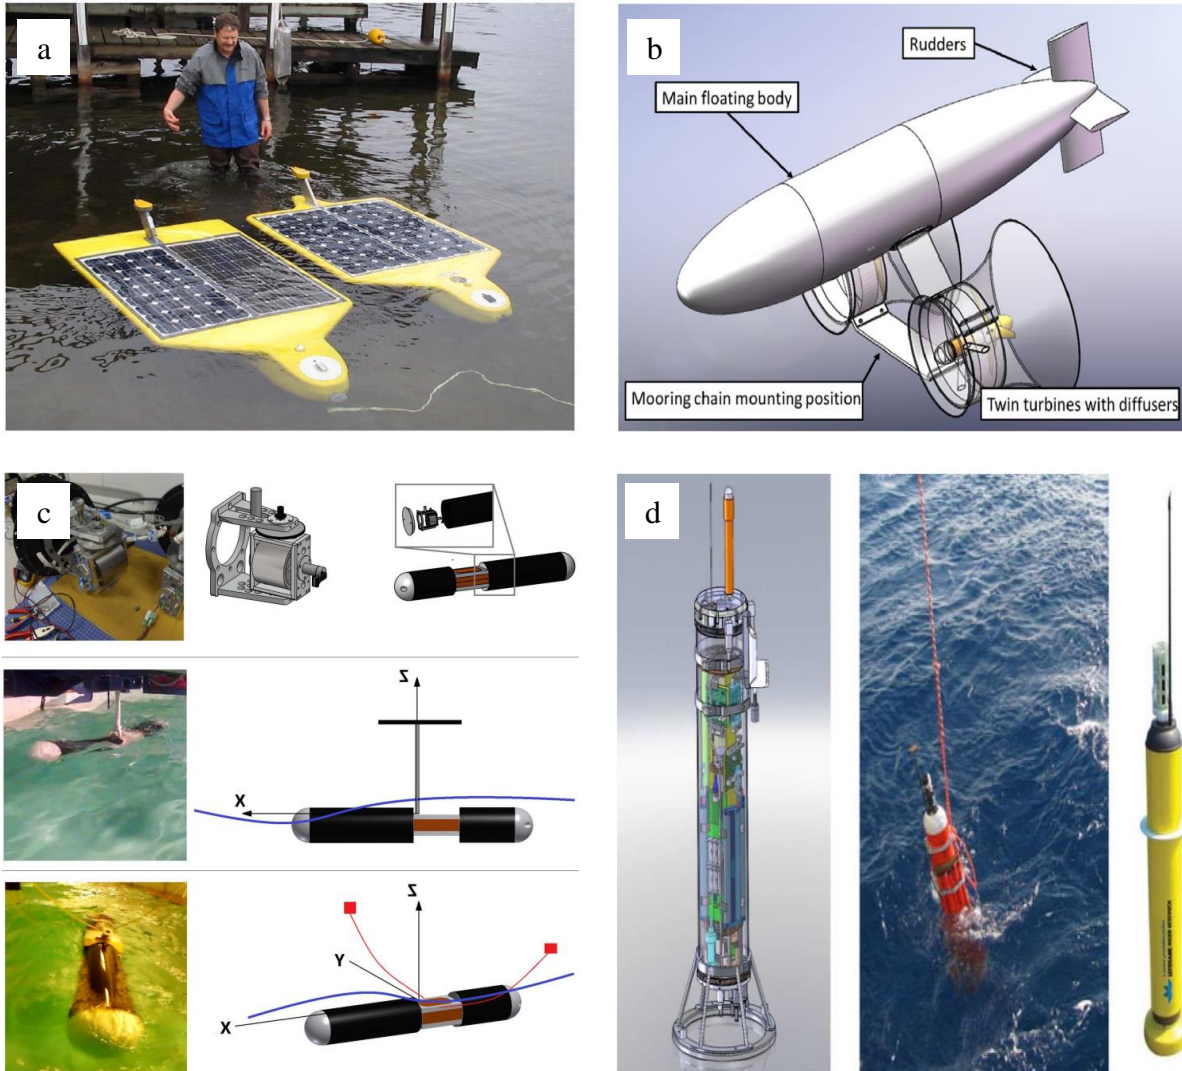 a
b
Rudders
Main floating body
Mooring chain mounting position
Twin turbines with diffusers
c
Z
X
Z
Y
X
d